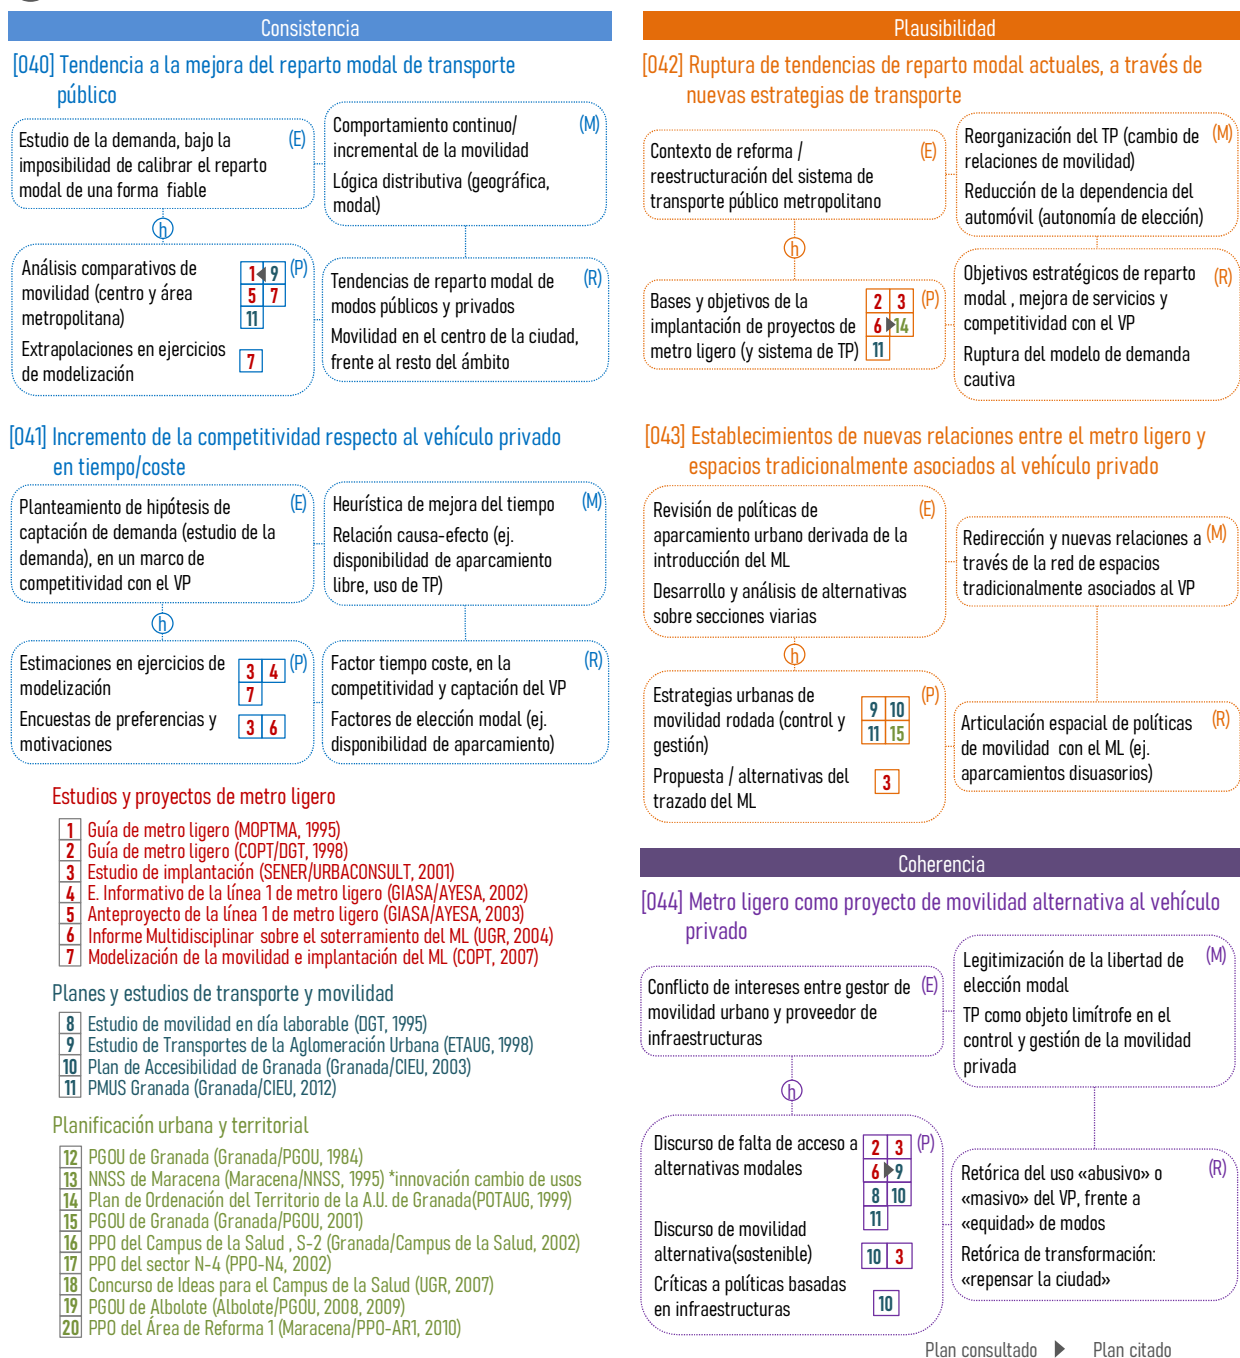 Consistencia
[040] Tendencia a la mejora del reparto modal de transporte
público
Estudio de la demanda, bajo la
imposibilidad de calibrar el reparto
modal de una forma fiable
(E)
Comportamiento continuo/
incremental de la movilidad
Lógica distributiva (geográfica,
modal)
(M)
h
Análisis comparativos de
movilidad (centro y área
metropolitana)
1 9
5 7
11
(P)
Extrapolaciones en ejercicios
de modelización
7
Tendencias de reparto modal de
modos públicos y privados
Movilidad en el centro de la ciudad,
frente al resto del ámbito
(R)
[041] Incremento de la competitividad respecto al vehículo privado
en tiempo/coste
Planteamiento de hipótesis de
captación de demanda (estudio de la
demanda), en un marco de
competitividad con el VP
(E)
Heurística de mejora del tiempo
Relación causa-efecto (ej.
disponibilidad de aparcamiento
libre, uso de TP)
(M)
h
Estimaciones en ejercicios de
modelización
3 4
7
(P)
Encuestas de preferencias y
motivaciones
3 6
Factor tiempo coste, en la
competitividad y captación del VP
Factores de elección modal (ej.
disponibilidad de aparcamiento)
(R)
Estudios y proyectos de metro ligero
1 Guía de metro ligero (MOPTMA, 1995)
2 Guía de metro ligero (COPT/DGT, 1998)
3 Estudio de implantación (SENER/URBACONSULT, 2001)
4 E. Informativo de la línea 1 de metro ligero (GIASA/AYESA, 2002)
5 Anteproyecto de la línea 1 de metro ligero (GIASA/AYESA, 2003)
6 Informe Multidisciplinar sobre el soterramiento del ML (UGR, 2004)
7 Modelización de la movilidad e implantación del ML (COPT, 2007)
Planes y estudios de transporte y movilidad
8 Estudio de movilidad en día laborable (DGT, 1995)
9 Estudio de Transportes de la Aglomeración Urbana (ETAUG, 1998)
10 Plan de Accesibilidad de Granada (Granada/CIEU, 2003)
11 PMUS Granada (Granada/CIEU, 2012)
Planificación urbana y territorial
12 PGOU de Granada (Granada/PGOU, 1984)
13 NNSS de Maracena (Maracena/NNSS, 1995) *innovación cambio de usos
14 Plan de Ordenación del Territorio de la A.U. de Granada(POTAUG, 1999)
15 PGOU de Granada (Granada/PGOU, 2001)
16 PPO del Campus de la Salud , S-2 (Granada/Campus de la Salud, 2002)
17 PPO del sector N-4 (PPO-N4, 2002)
18 Concurso de Ideas para el Campus de la Salud (UGR, 2007)
19 PGOU de Albolote (Albolote/PGOU, 2008, 2009)
20 PPO del Área de Reforma 1 (Maracena/PPO-AR1, 2010)
Plausibilidad
[042] Ruptura de tendencias de reparto modal actuales, a través de
nuevas estrategias de transporte
Contexto de reforma /
reestructuración del sistema de
transporte público metropolitano
(E)
Reorganización del TP (cambio de
relaciones de movilidad)
Reducción de la dependencia del
automóvil (autonomía de elección)
(M)
h
Bases y objetivos de la
implantación de proyectos de
metro ligero (y sistema de TP)
2 3
6 14
11
(P)
Objetivos estratégicos de reparto
modal , mejora de servicios y
competitividad con el VP
Ruptura del modelo de demanda
cautiva
(R)
[043] Establecimientos de nuevas relaciones entre el metro ligero y
espacios tradicionalmente asociados al vehículo privado
Revisión de políticas de
aparcamiento urbano derivada de la
introducción del ML
Desarrollo y análisis de alternativas
sobre secciones viarias
(E)
Redirección y nuevas relaciones a
través de la red de espacios
tradicionalmente asociados al VP
(M)
h
Estrategias urbanas de
movilidad rodada (control y
gestión)
9 10
11 15
(P)
Propuesta / alternativas del
trazado del ML
3
Articulación espacial de políticas
de movilidad con el ML (ej.
aparcamientos disuasorios)
(R)
Coherencia
[044] Metro ligero como proyecto de movilidad alternativa al vehículo
privado
Conflicto de intereses entre gestor de
movilidad urbano y proveedor de
infraestructuras
(E)
Legitimización de la libertad de
elección modal
TP como objeto limítrofe en el
control y gestión de la movilidad
privada
(M)
h
Discurso de falta de acceso a
alternativas modales
2 3
6 9
8 10
11
(P)
Discurso de movilidad
alternativa(sostenible)
10 3
Críticas a políticas basadas
en infraestructuras
10
Retórica del uso «abusivo» o
«masivo» del VP, frente a
«equidad» de modos
Retórica de transformación:
«repensar la ciudad»
(R)
Plan consultado ▶ Plan citado